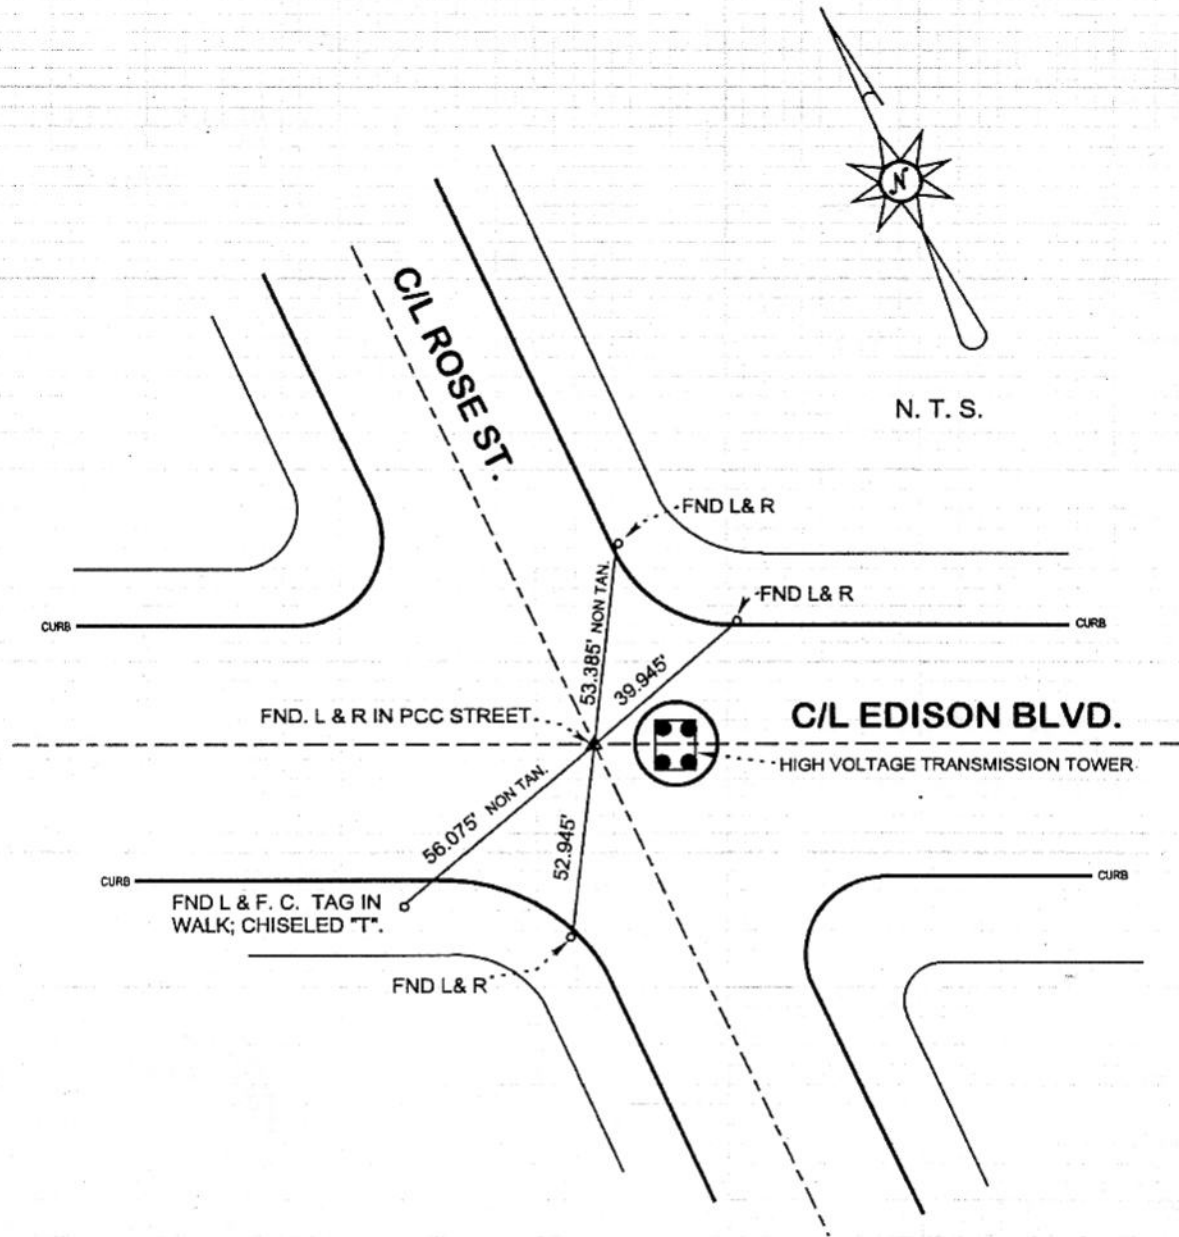 N
C/L ROSE ST.
N. T. S.
FND L& R
FND L& R
CURB
CURB
53.385' NON TAN.
39.945'
FND. L & R IN PCC STREET
C/L EDISON BLVD.
HIGH VOLTAGE TRANSMISSION TOWER
56.075' NON TAN.
52.945'
CURB
CURB
FND L & F. C. TAG IN
WALK; CHISELED "T".
FND L& R